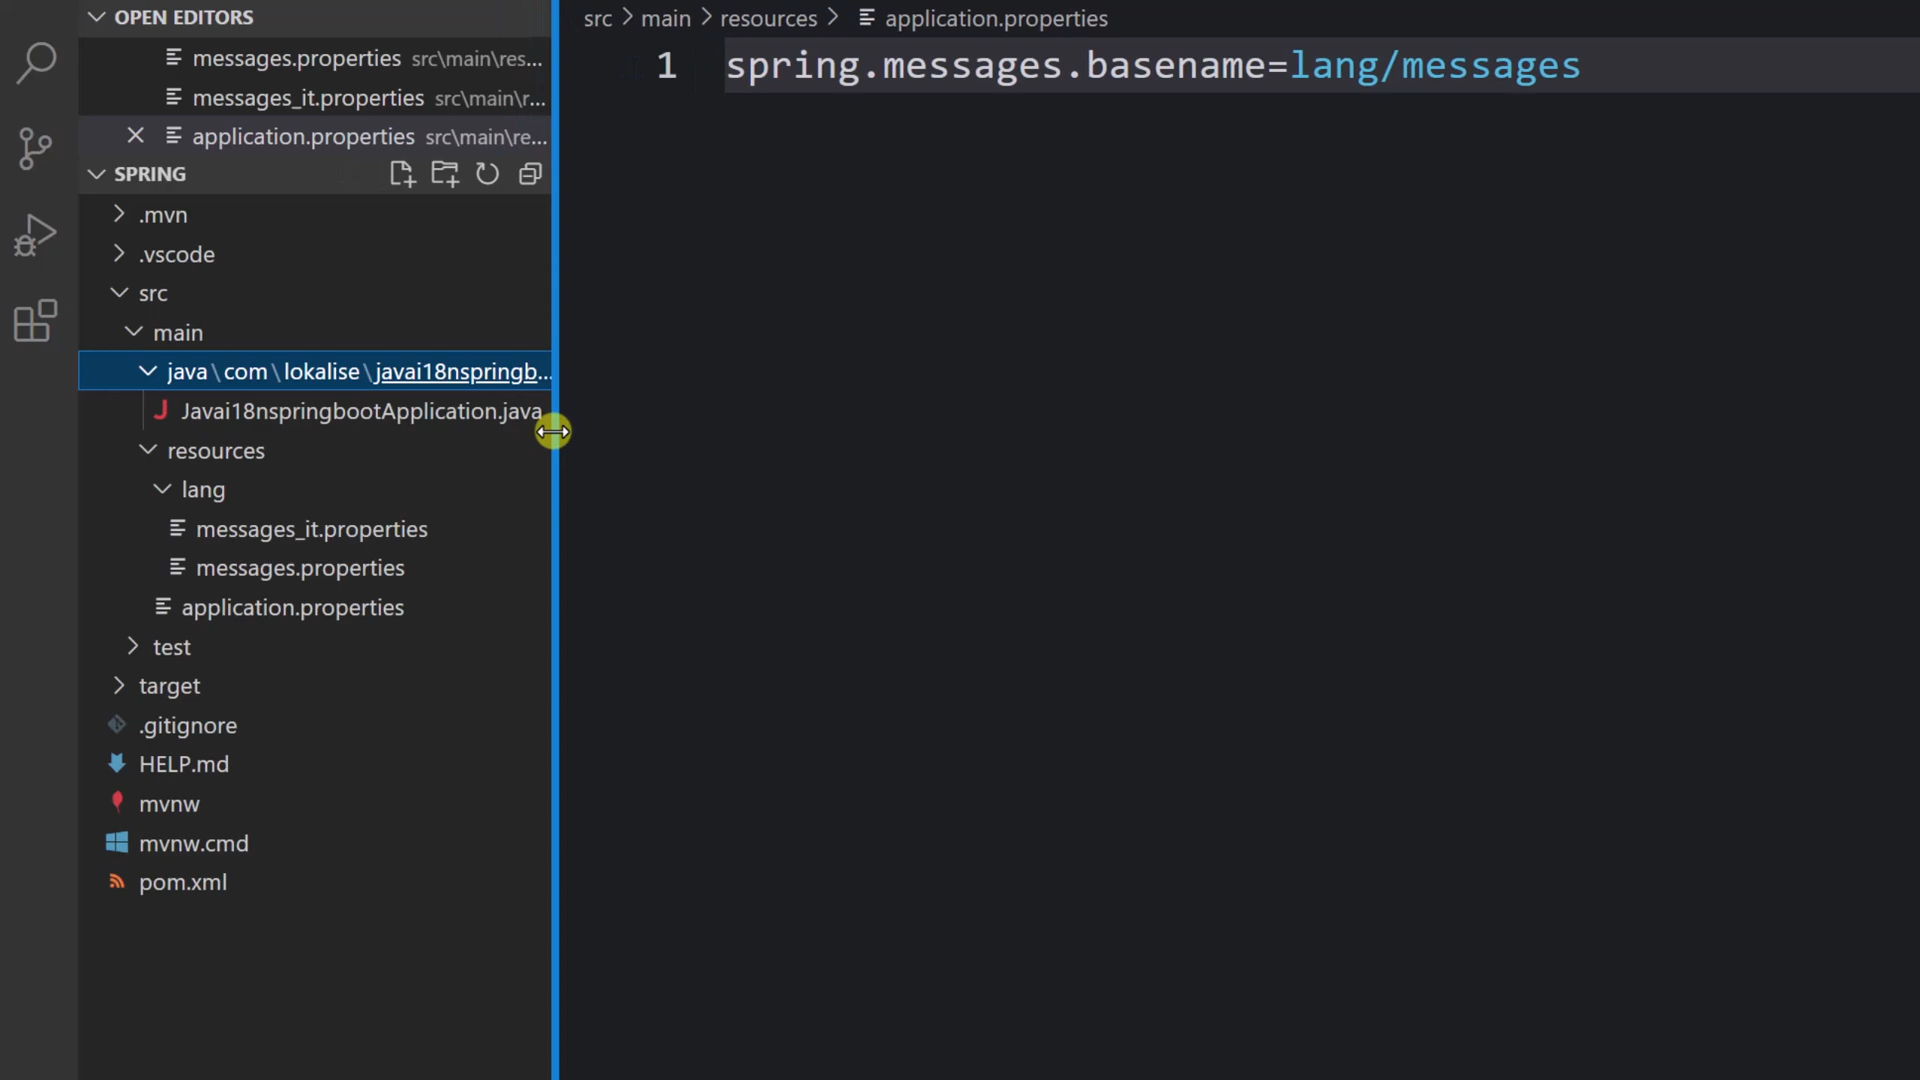 OPEN EDITORS
messages.properties src\main\res...
messages_it.properties src\main\r...
application.properties src\main\re...
SPRING
.mvn
.vscode
src
main
java\com\lokalise\javai18nspringb...
Javai18nspringbootApplication.java
resources
lang
messages_it.properties
messages.properties
application.properties
test
target
.gitignore
HELP.md
mvnw
mvnw.cmd
pom.xml
src > main > resources > application.properties
1 spring.messages.basename=lang/messages